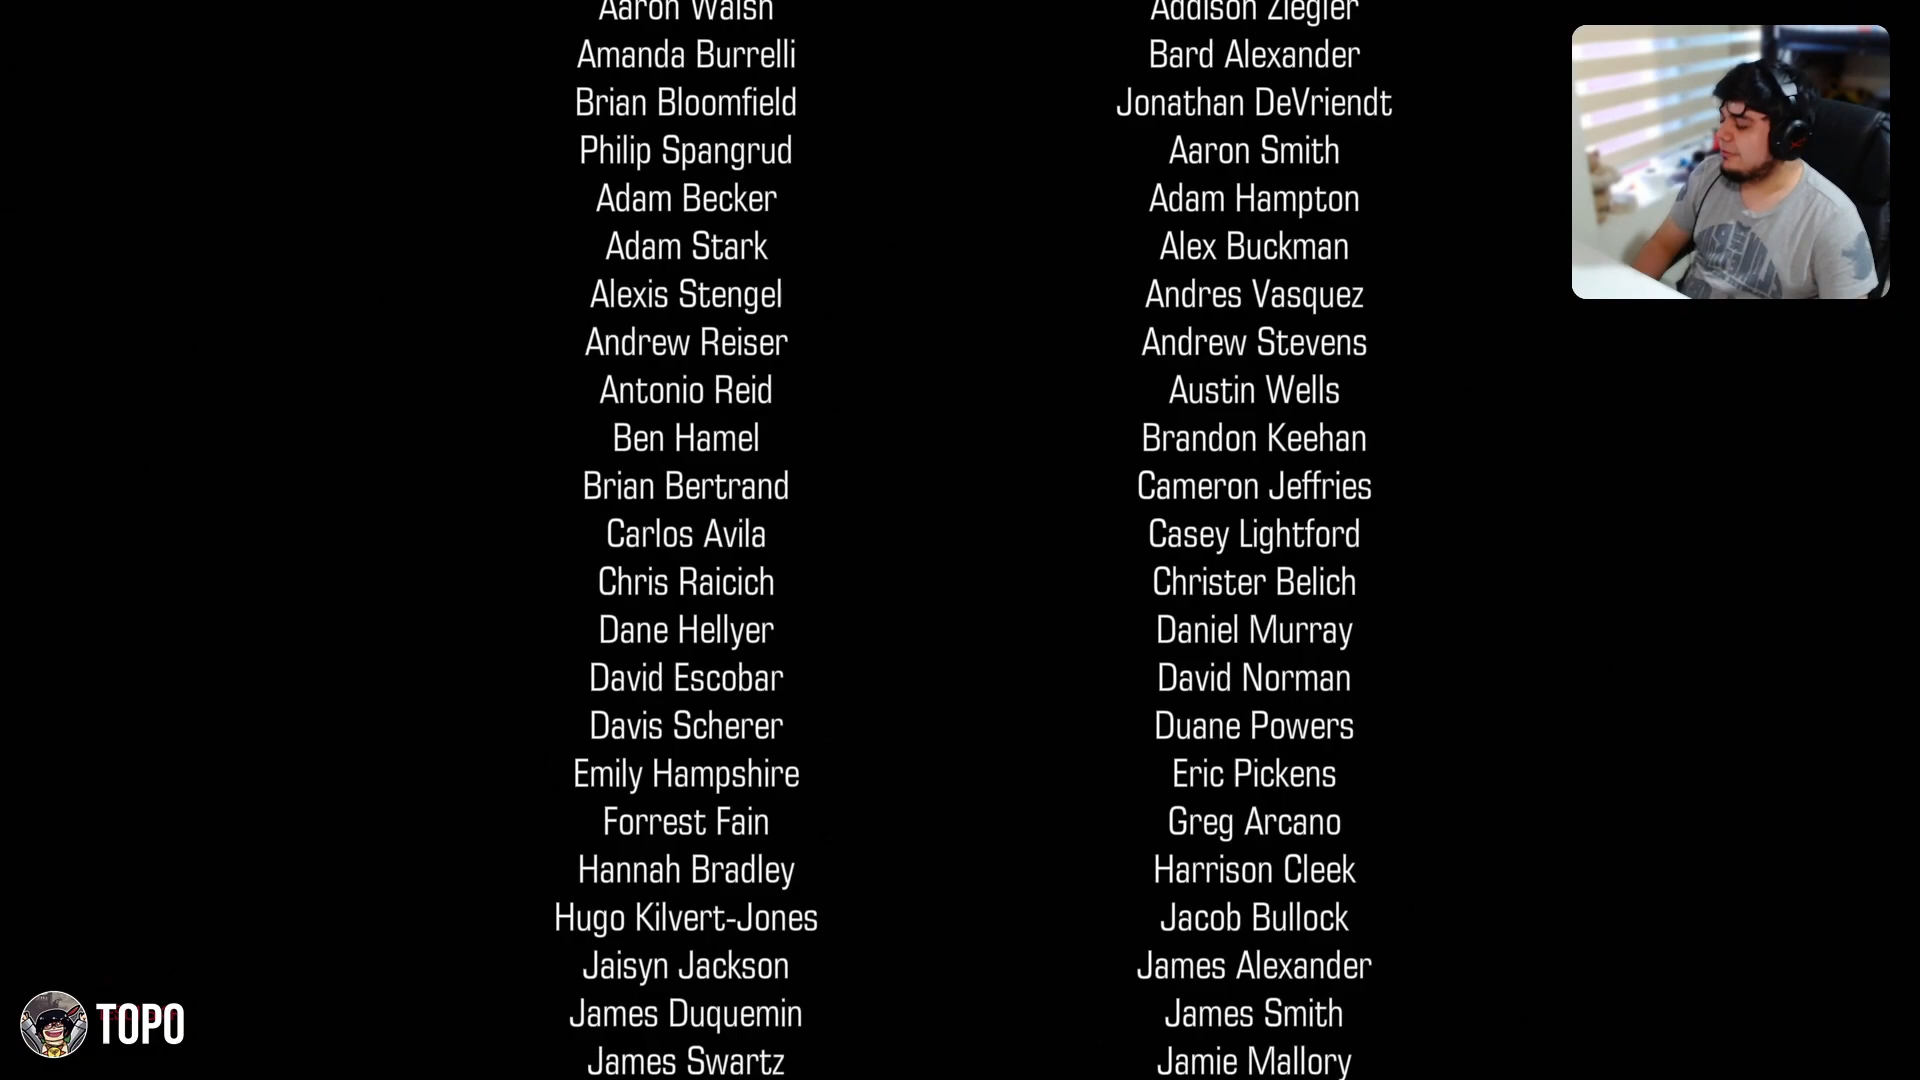 Aaron Walsh
Addison Ziegler
Amanda Burrelli
Bard Alexander
Brian Bloomfield
Jonathan DeVriendt
Philip Spangrud
Aaron Smith
Adam Becker
Adam Hampton
Adam Stark
Alex Buckman
Alexis Stengel
Andres Vasquez
Andrew Reiser
Andrew Stevens
Antonio Reid
Austin Wells
Ben Hamel
Brandon Keehan
Brian Bertrand
Cameron Jeffries
Carlos Avila
Casey Lightford
Chris Raicich
Christer Belich
Dane Hellyer
Daniel Murray
David Escobar
David Norman
Davis Scherer
Duane Powers
Emily Hampshire
Eric Pickens
Forrest Fain
Greg Arcano
Hannah Bradley
Harrison Cleek
Hugo Kilvert-Jones
Jacob Bullock
Jaisyn Jackson
James Alexander
James Duquemin
James Smith
James Swartz
Jamie Mallory
TOPO